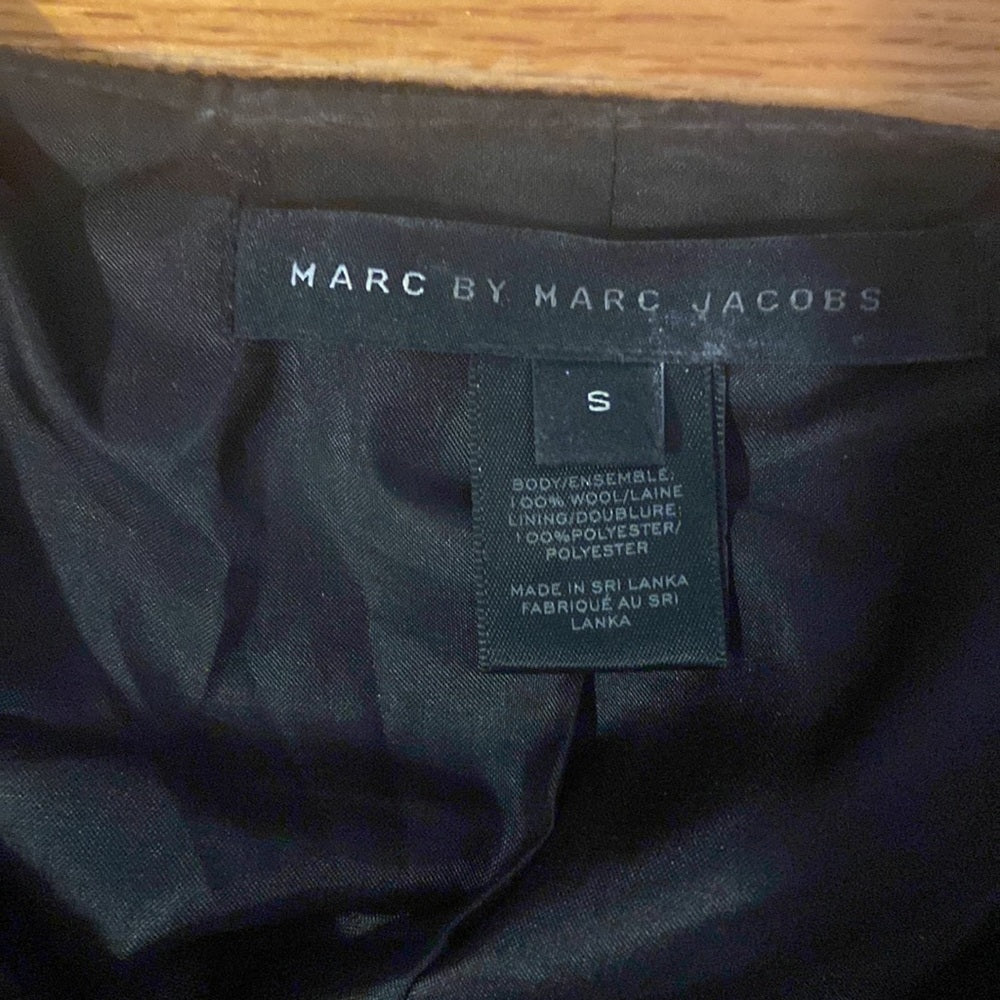 MARC BY MARC JACOBS
S
BODY/ENSEMBLE:
100% WOOL/LAINE
LINING/DOUBLURE:
100%POLYESTER/
POLYESTER
MADE IN SRI LANKA
FABRIQUÉ AU SRI
LANKA